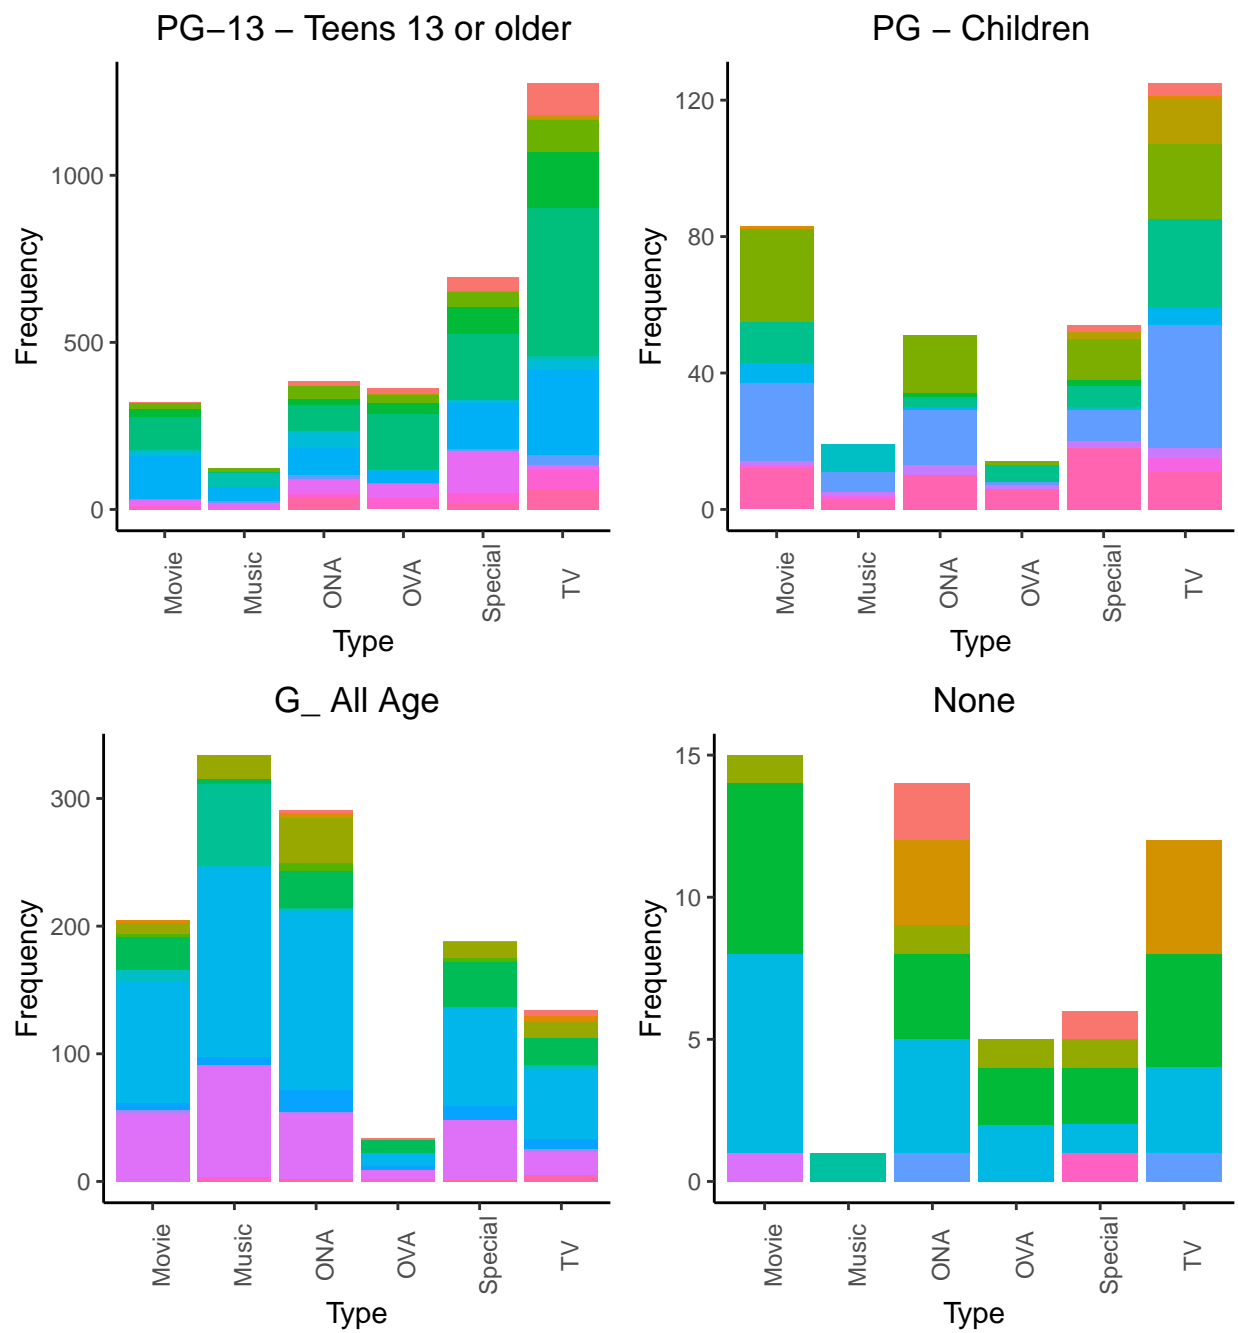 PG–13 – Teens 13 or older
Frequency
1000
500
0
Movie
Music
ONA
OVA
Special
TV
Type
PG – Children
Frequency
120
80
40
0
Movie
Music
ONA
OVA
Special
TV
Type
G_ All Age
Frequency
300
200
100
0
Movie
Music
ONA
OVA
Special
TV
Type
None
Frequency
15
10
5
0
Movie
Music
ONA
OVA
Special
TV
Type